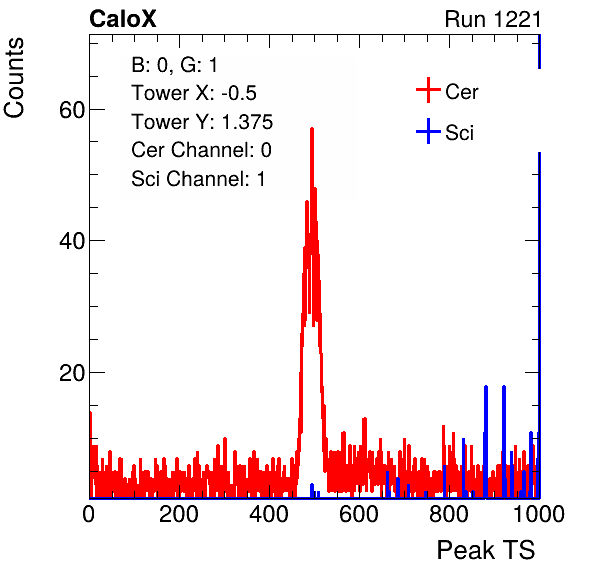 CaloX Run 1221
Counts
B: 0, G: 1
Tower X: -0.5
Tower Y: 1.375
Cer Channel: 0
Sci Channel: 1
Cer
Sci
60
40
20
0 200 400 600 800 1000
Peak TS